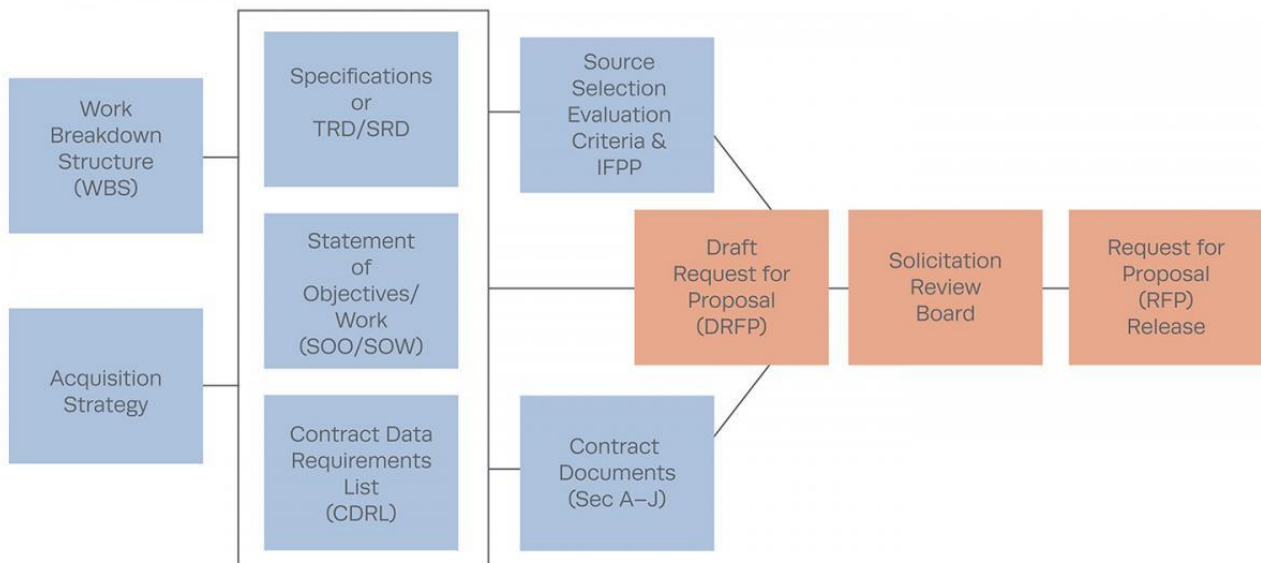 Work
Breakdown
Structure
(WBS)
Acquisition
Strategy
Specifications
or
TRD/SRD
Statement
of
Objectives/
Work
(SOO/SOW)
Contract Data
Requirements
List
(CDRL)
Source
Selection
Evaluation
Criteria &
IFPP
Contract
Documents
(Sec A–J)
Draft
Request for
Proposal
(DRFP)
Solicitation
Review
Board
Request for
Proposal
(RFP)
Release